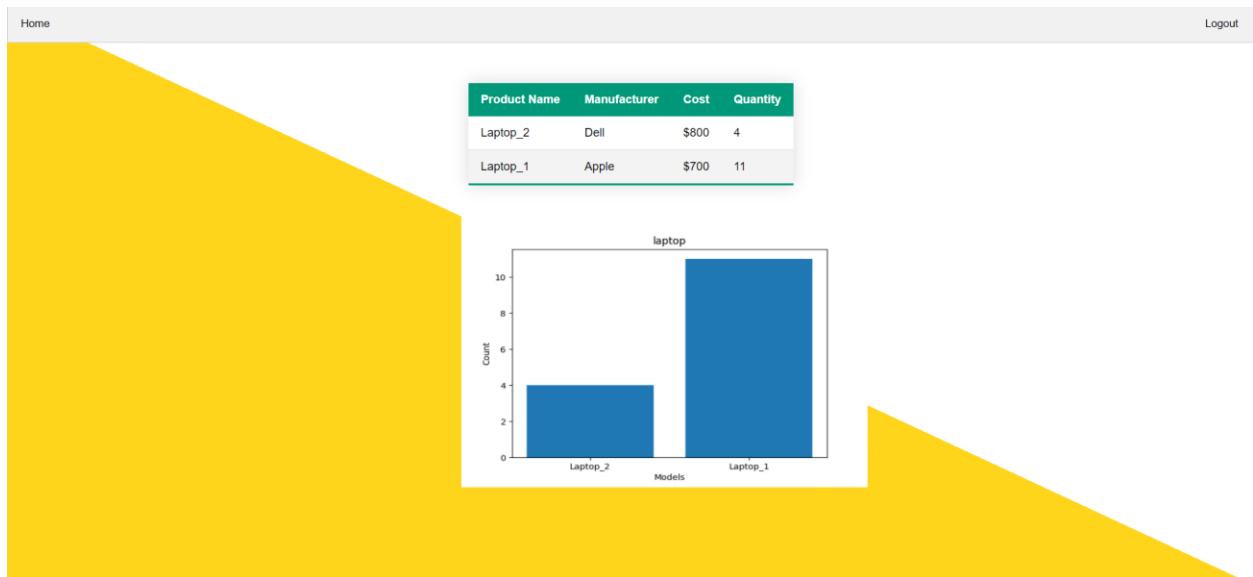 Home Logout
Product Name Manufacturer Cost Quantity
Laptop_2 Dell $800 4
Laptop_1 Apple $700 11
laptop
10
8
6
4
2
0
Count
Laptop_2 Laptop_1
Models